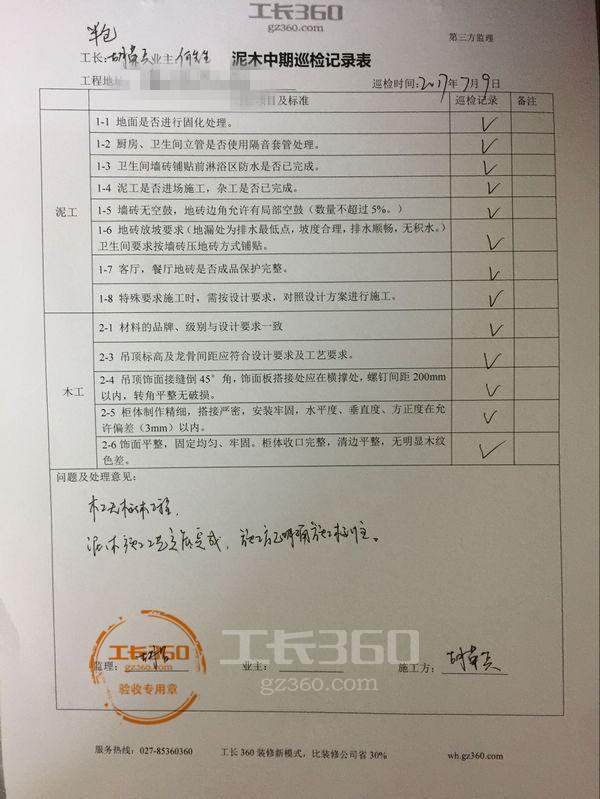 工长360
gz360.com
第三方监理
半包
工长: 业主: 何先生 泥木中期巡检记录表
工程地址 巡检时间: 2017年7月9日
项目及标准 巡检记录 备注
泥工
1-1 地面是否进行固化处理。
1-2 厨房、卫生间立管是否使用隔音套管处理。
1-3 卫生间墙砖铺贴前淋浴区防水是否已完成。
1-4 泥工是否进场施工，杂工是否已完成。
1-5 墙砖无空鼓，地砖边角允许有局部空鼓（数量不超过 5%。）
1-6 地砖放坡要求（地漏处为排水最低点，坡度合理，排水顺畅，无积水。）
卫生间要求按墙砖压地砖方式铺贴。
1-7 客厅，餐厅地砖是否成品保护完整。
1-8 特殊要求施工时，需按设计要求，对照设计方案进行施工。
木工
2-1 材料的品牌、级别与设计要求一致
2-3 吊顶标高及龙骨间距应符合设计要求及工艺要求。
2-4 吊顶饰面接缝倒 45° 角，饰面板搭接处应在横撑处，螺钉间距 200mm
以内，转角平整无破损。
2-5 柜体制作精细，搭接严密，安装牢固，水平度、垂直度、方正度在允
许偏差（3mm）以内。
2-6 饰面平整，固定均匀、牢固。柜体收口完整，清边平整，无明显木纹
色差。
问题及处理意见:
木工无柜体工程.
泥木施工已完成，施工方已明确施工标准。
工长360
gz360.com
工长360
验收专用章
监理: 业主: 施工方:
服务热线: 027-85360360 工长 360 装修新模式，比装修公司省 30% wh.gz360.com